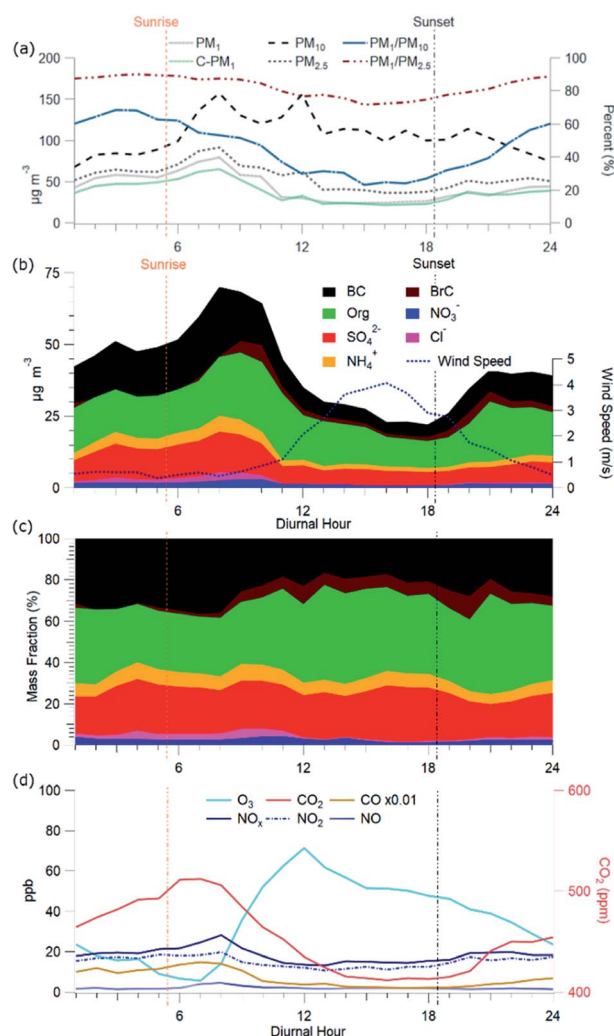 Sunrise Sunset
(a) PM₁ PM₁₀ PM₁/PM₁₀
C-PM₁ PM₂.₅ PM₁/PM₂.₅
200 100
150 80
100 60
50 40
0 20
0
µg m⁻³
Percent (%)
6 12 18 24
(b) Sunrise Sunset
75
50
25
0
µg m⁻³
BC BrC
Org NO₃⁻
SO₄²⁻ Cl⁻
NH₄⁺ Wind Speed
5
4
3
2
1
0
Wind Speed (m/s)
6 12 18 24
Diurnal Hour
(c)
100
80
60
40
20
0
Mass Fraction (%)
6 12 18 24
(d)
O₃ CO₂ CO x0.01
NOₓ NO₂ NO
100 600
80
60 500
40
20
0 400
ppb
CO₂ (ppm)
6 12 18 24
Diurnal Hour